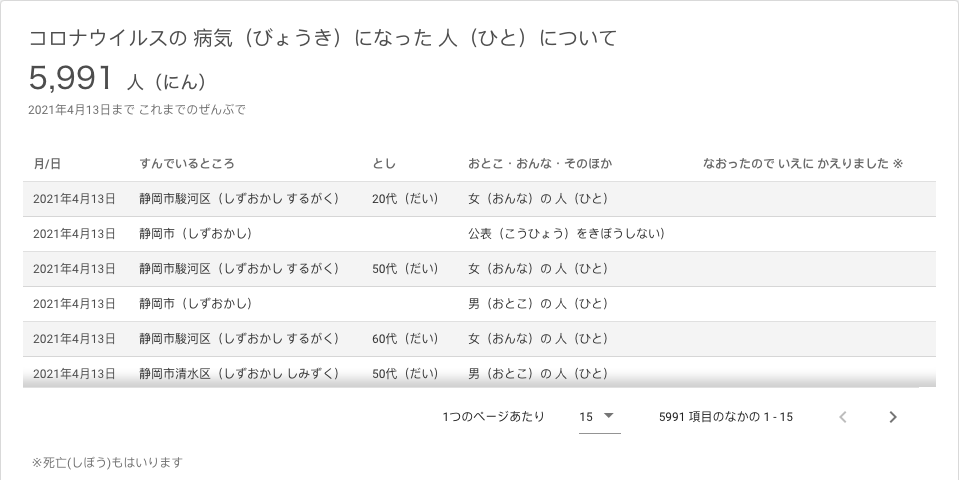 コロナウイルスの 病気（びょうき）になった 人（ひと）について
5,991 人（にん）
2021年4月13日まで これまでのぜんぶで
月/日 すんでいるところ とし おとこ・おんな・そのほか なおったので いえに かえりました ※
2021年4月13日 静岡市駿河区（しずおかし するがく） 20代（だい） 女（おんな）の 人（ひと）
2021年4月13日 静岡市（しずおかし） 公表（こうひょう）をきぼうしない）
2021年4月13日 静岡市駿河区（しずおかし するがく） 50代（だい） 女（おんな）の 人（ひと）
2021年4月13日 静岡市（しずおかし） 男（おとこ）の 人（ひと）
2021年4月13日 静岡市駿河区（しずおかし するがく） 60代（だい） 女（おんな）の 人（ひと）
2021年4月13日 静岡市清水区（しずおかし しみずく） 50代（だい） 男（おとこ）の 人（ひと）
1つのページあたり 15 5991 項目のなかの 1 - 15
※死亡(しぼう)もはいります